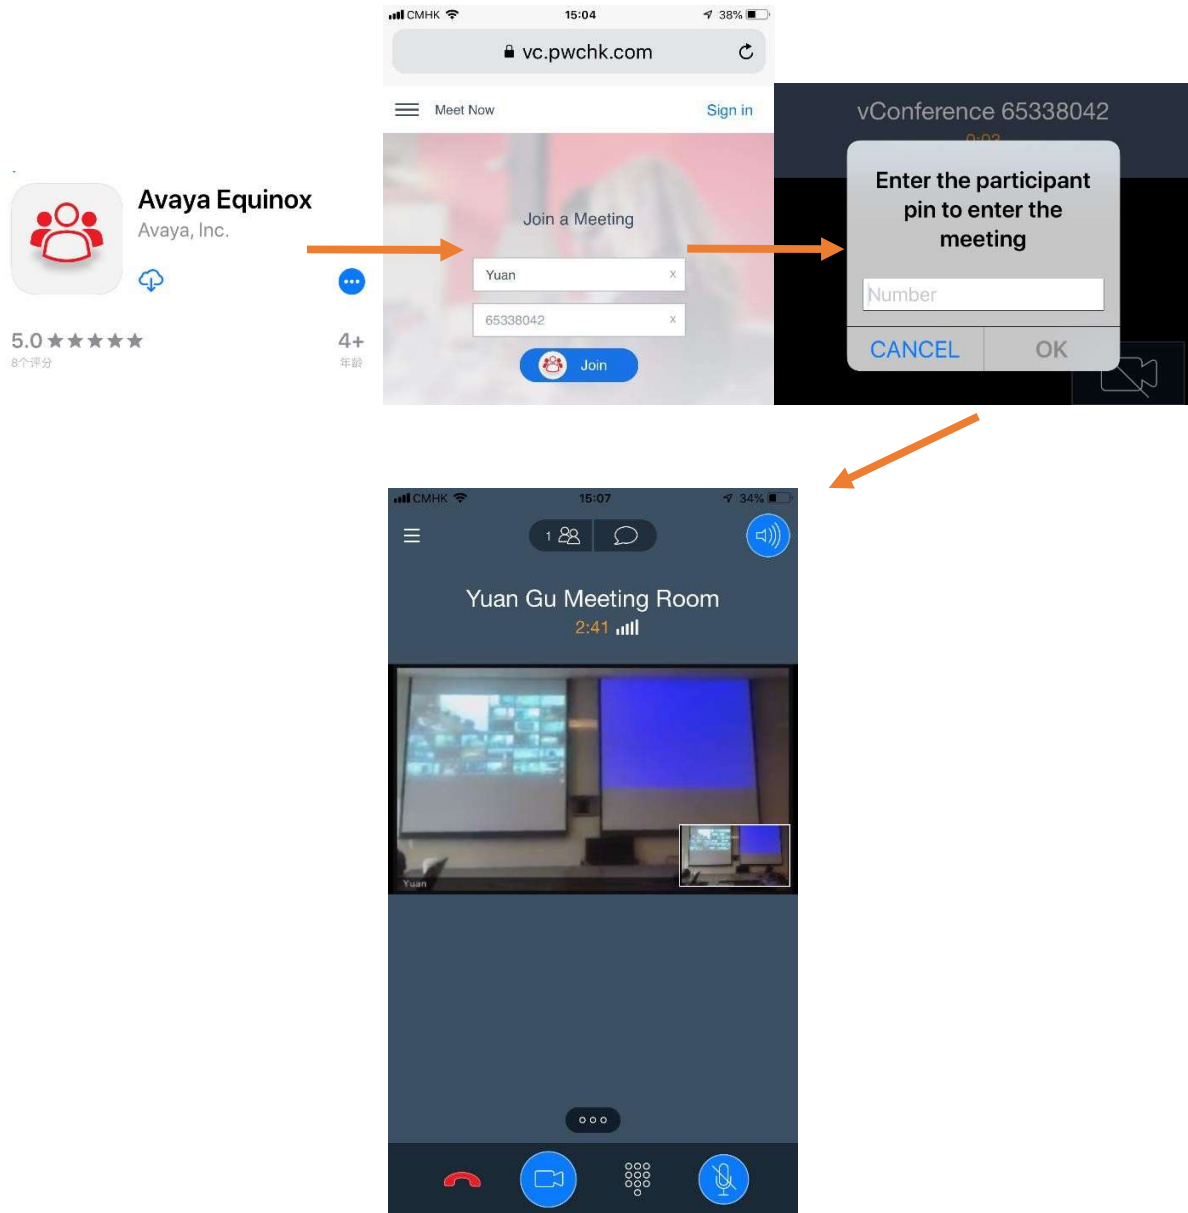 Avaya Equinox
Avaya, Inc.
5.0★★★★★
4+
8个评分
年龄
CMHK
15:04
38%
vc.pwchk.com
Meet Now
Sign in
Join a Meeting
Yuan
x
65338042
x
Join
vConference 65338042
0:03
Enter the participant
pin to enter the
meeting
Number
CANCEL
OK
CMHK
15:07
34%
1
Yuan Gu Meeting Room
2:41
Yuan